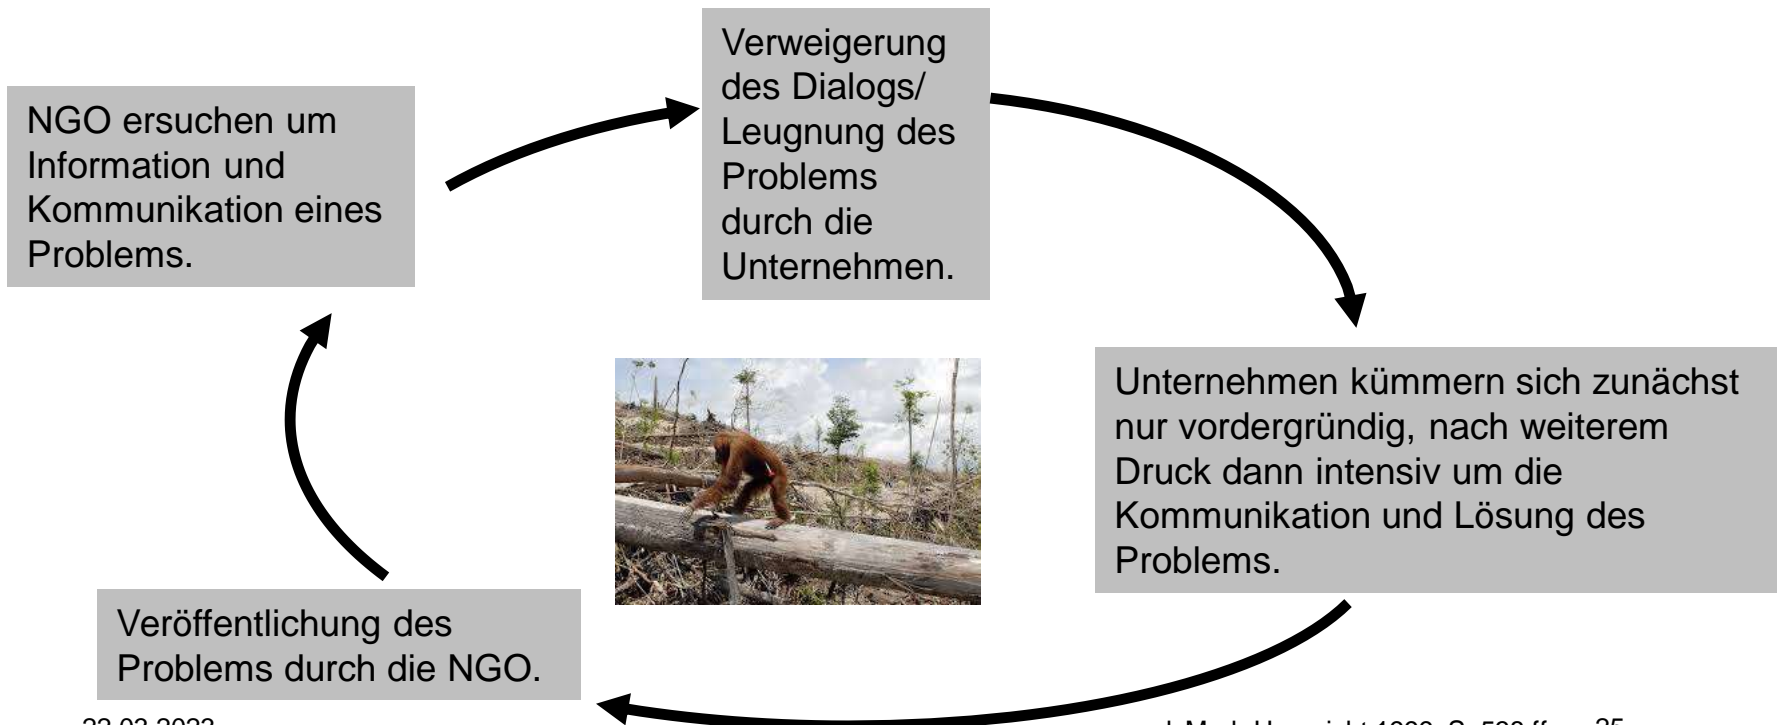 NGO ersuchen um
Information und
Kommunikation eines
Problems.
Verweigerung
des Dialogs/
Leugnung des
Problems
durch die
Unternehmen.
Unternehmen kümmern sich zunächst
nur vordergründig, nach weiterem
Druck dann intensiv um die
Kommunikation und Lösung des
Problems.
Veröffentlichung des
Problems durch die NGO.